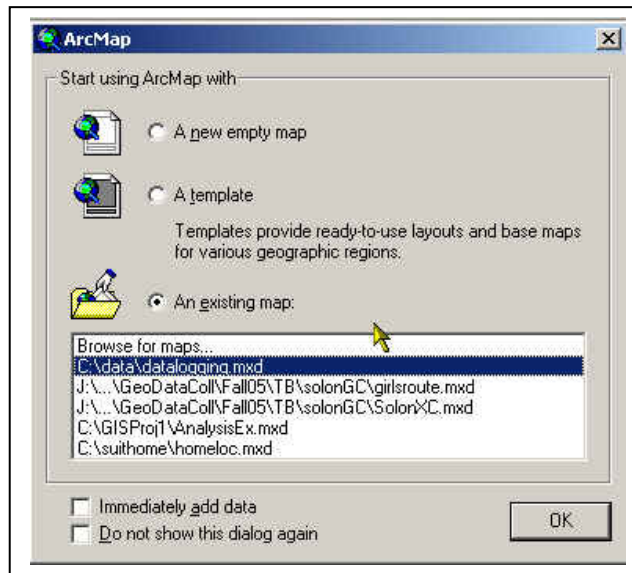 ArcMap
Start using ArcMap with
A new empty map
A template
Templates provide ready-to-use layouts and base maps
for various geographic regions.
An existing map:
Browse for maps...
C:\data\datalogging.mxd
J:\...\GeoDataColl\Fall05\TB\solonGC\girlsroute.mxd
J:\...\GeoDataColl\Fall05\TB\solonGC\SolonXC.mxd
C:\GISProj1\AnalysisEx.mxd
C:\suithome\homeloc.mxd
Immediately add data
Do not show this dialog again
OK